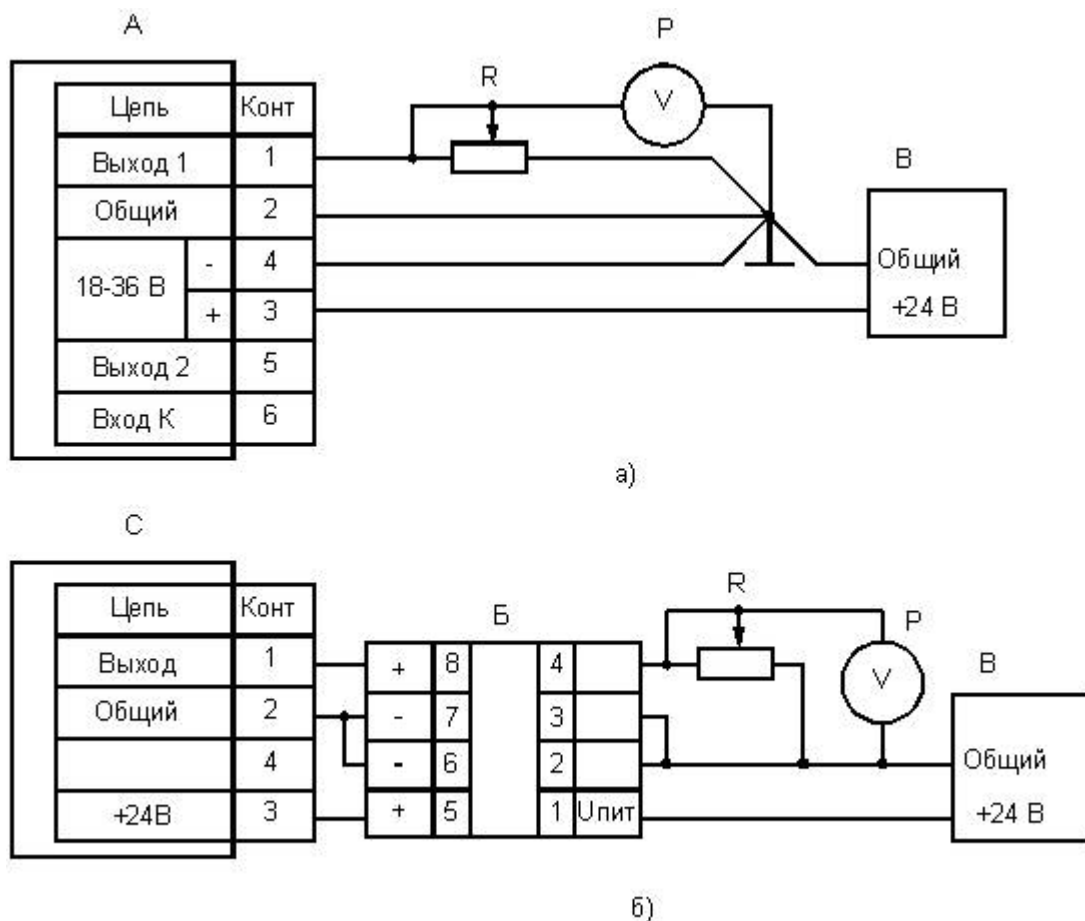 А
Р
R
V
Цепь Конт
Выход 1 1
В
Общий 2
Общий
18-36 В - 4
+ 3
+24 В
Выход 2 5
Вход К 6
а)
С
Цепь Конт
Б
R
Р
Выход 1
+ 8 4
V
В
Общий 2
- 7 3
4
- 6 2
Общий
+24В 3
+ 5 1 Uпит
+24 В
б)